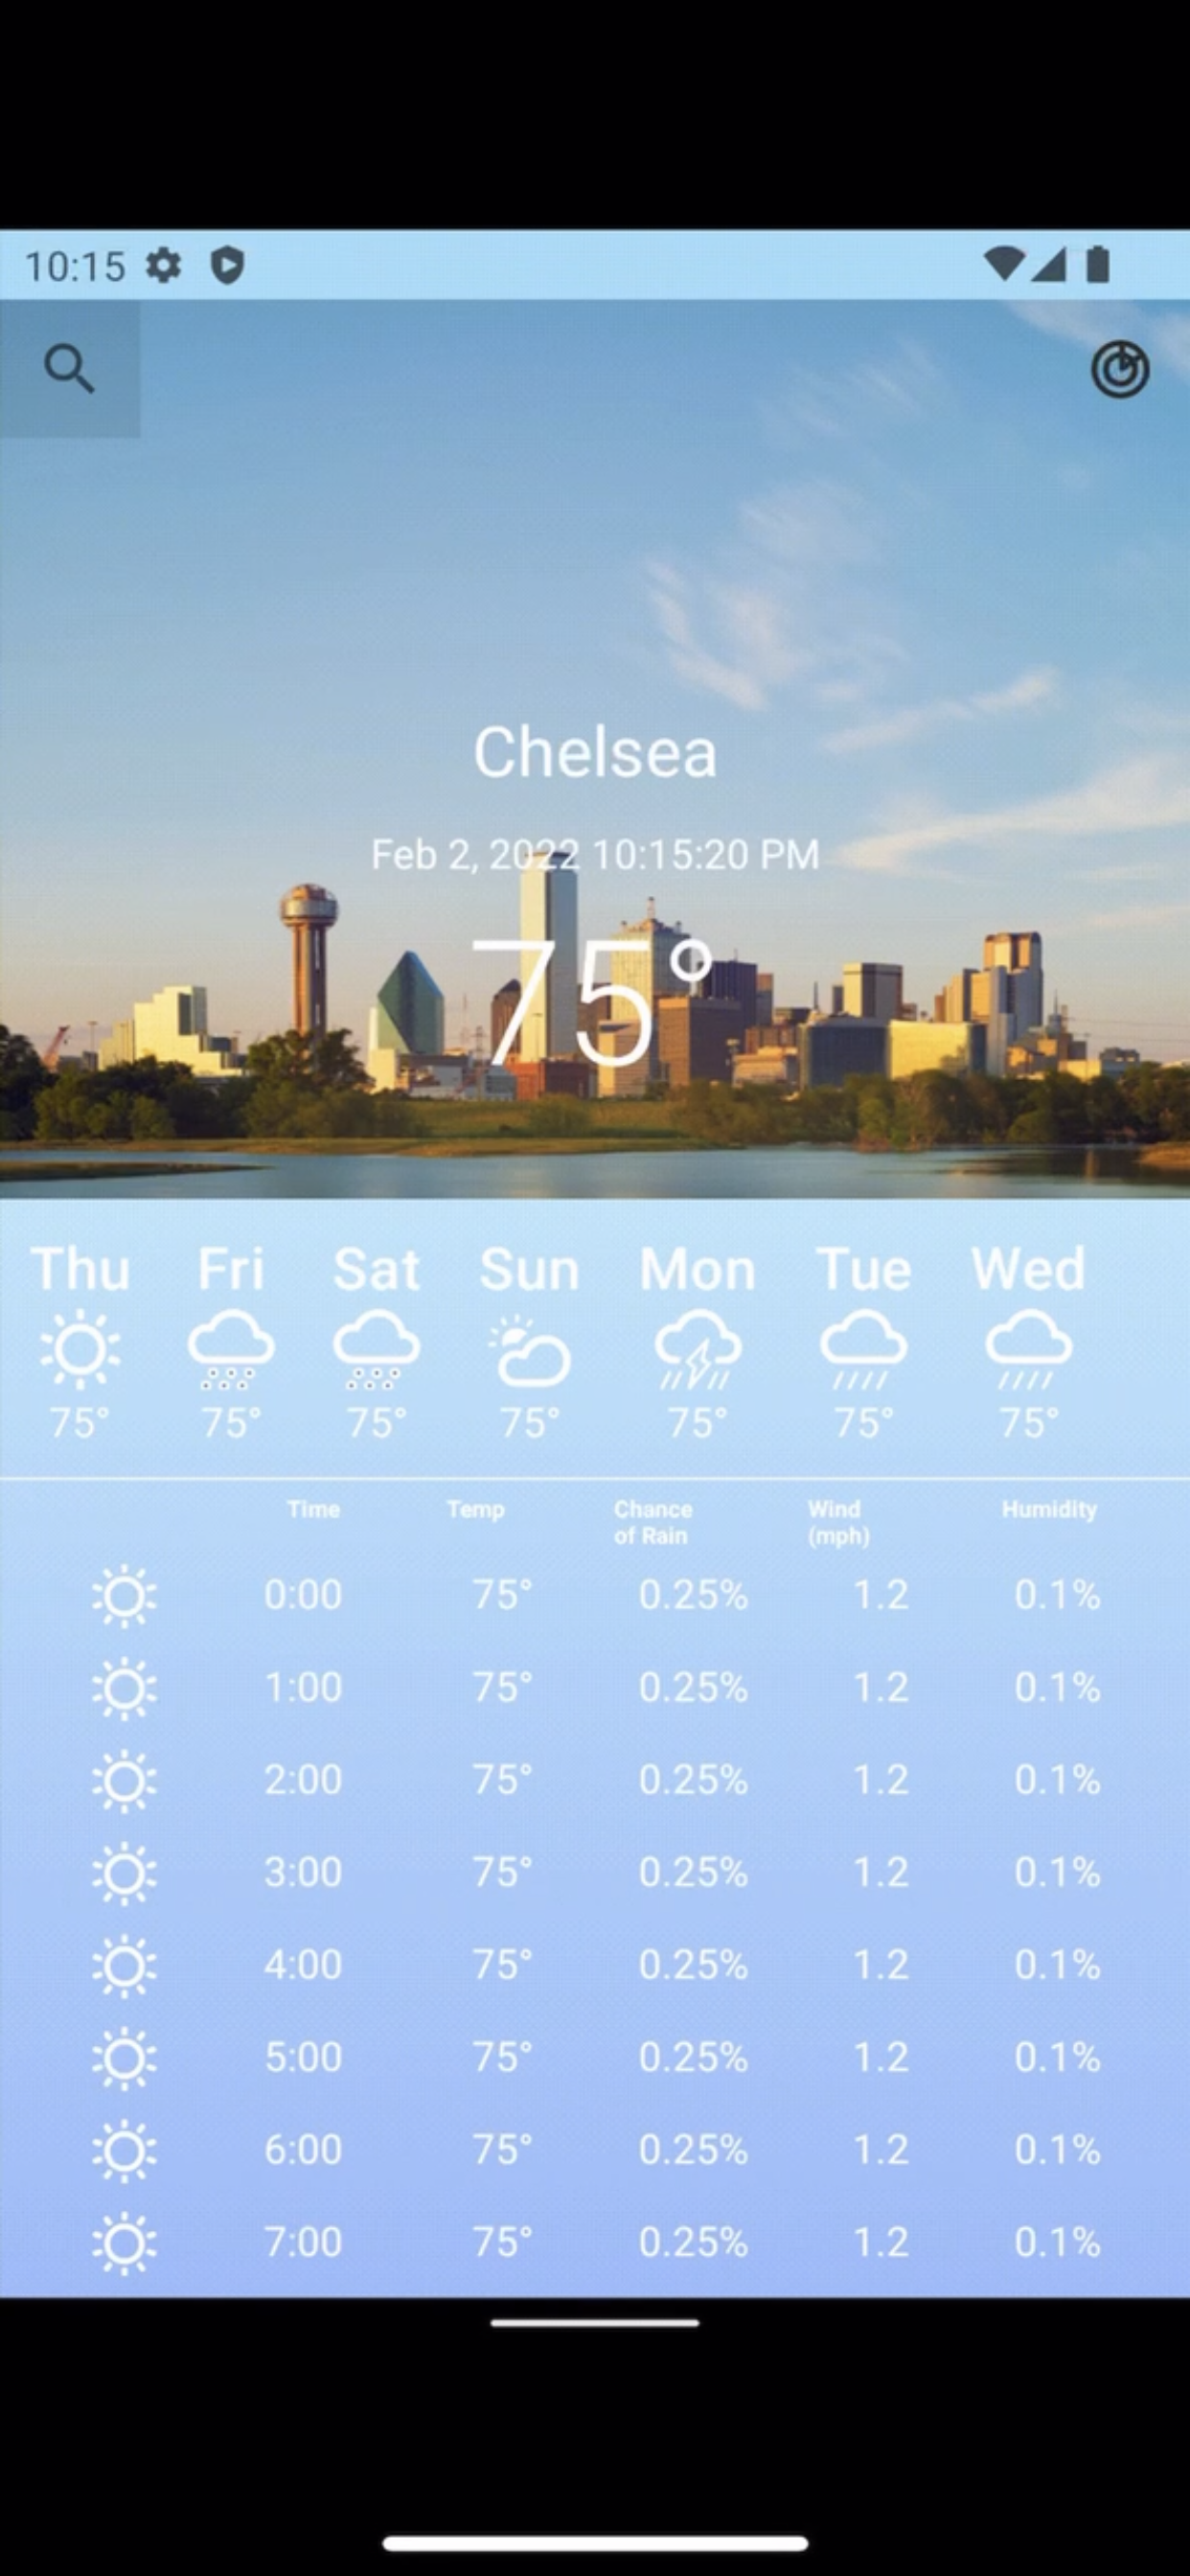 10:15
Chelsea
Feb 2, 2022 10:15:20 PM
75°
Thu Fri Sat Sun Mon Tue Wed
75° 75° 75° 75° 75° 75° 75°
Time Temp Chance of Rain Wind (mph) Humidity
0:00 75° 0.25% 1.2 0.1%
1:00 75° 0.25% 1.2 0.1%
2:00 75° 0.25% 1.2 0.1%
3:00 75° 0.25% 1.2 0.1%
4:00 75° 0.25% 1.2 0.1%
5:00 75° 0.25% 1.2 0.1%
6:00 75° 0.25% 1.2 0.1%
7:00 75° 0.25% 1.2 0.1%